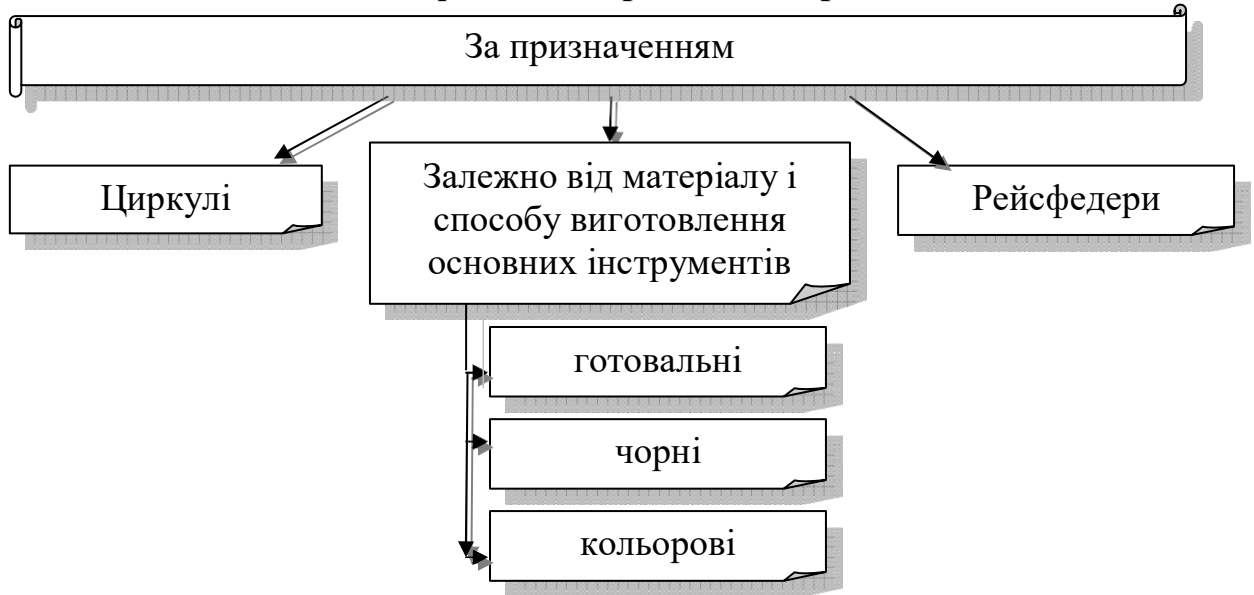 За призначенням
Циркулі
Залежно від матеріалу і
способу виготовлення
основних інструментів
Рейсфедери
готовальні
чорні
кольорові